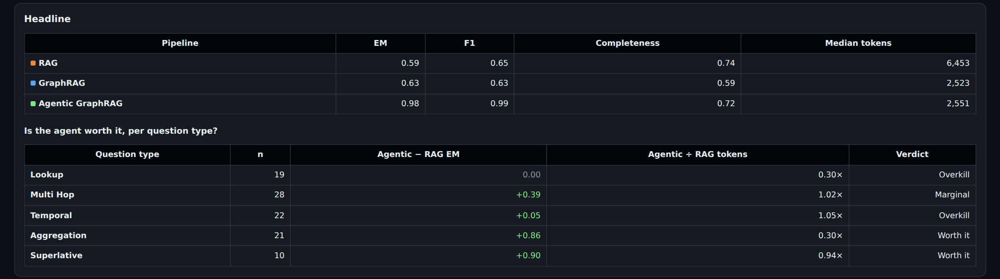 Headline
Pipeline EM F1 Completeness Median tokens
RAG 0.59 0.65 0.74 6,453
GraphRAG 0.63 0.63 0.59 2,523
Agentic GraphRAG 0.98 0.99 0.72 2,551
Is the agent worth it, per question type?
Question type n Agentic − RAG EM Agentic ÷ RAG tokens Verdict
Lookup 19 0.00 0.30× Overkill
Multi Hop 28 +0.39 1.02× Marginal
Temporal 22 +0.05 1.05× Overkill
Aggregation 21 +0.86 0.30× Worth it
Superlative 10 +0.90 0.94× Worth it